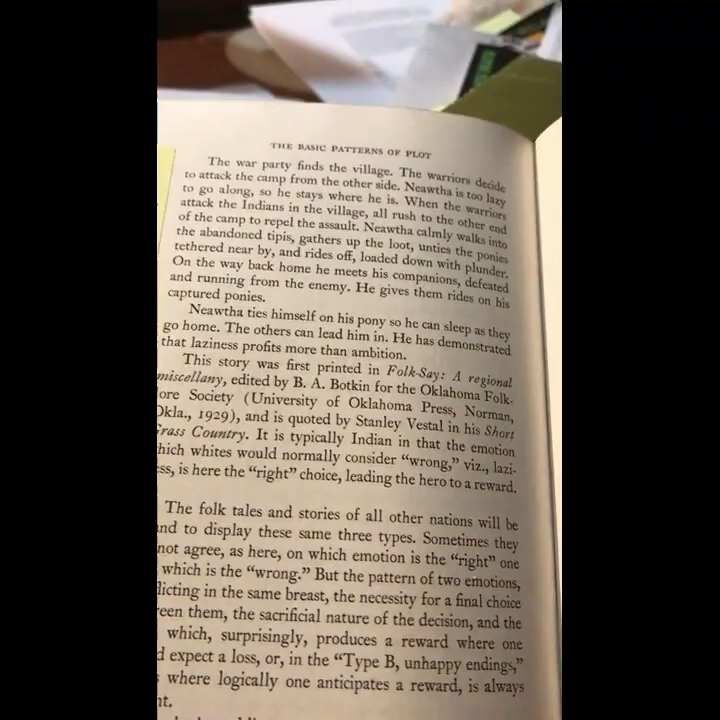 THE BASIC PATTERNS OF PLOT
The war party finds the village. The warriors decide
to attack the camp from the other side. Neawtha is too lazy
to go along, so he stays where he is. When the warriors
attack the Indians in the village, all rush to the other end
of the camp to repel the assault. Neawtha calmly walks into
the abandoned tipis, gathers up the loot, unties the ponies
tethered near by, and rides off, loaded down with plunder.
On the way back home he meets his companions, defeated
and running from the enemy. He gives them rides on his
captured ponies.
Neawtha ties himself on his pony so he can sleep as they
go home. The others can lead him in. He has demonstrated
that laziness profits more than ambition.
This story was first printed in Folk-Say: A regional
miscellany, edited by B. A. Botkin for the Oklahoma Folk-
ore Society (University of Oklahoma Press, Norman,
Okla., 1929), and is quoted by Stanley Vestal in his Short
Grass Country. It is typically Indian in that the emotion
hich whites would normally consider "wrong," viz., lazi-
ss, is here the "right" choice, leading the hero to a reward.
The folk tales and stories of all other nations will be
nd to display these same three types. Sometimes they
not agree, as here, on which emotion is the "right" one
which is the "wrong." But the pattern of two emotions,
licting in the same breast, the necessity for a final choice
een them, the sacrificial nature of the decision, and the
which, surprisingly, produces a reward where one
d expect a loss, or, in the "Type B, unhappy endings,"
where logically one anticipates a reward, is always
nt.